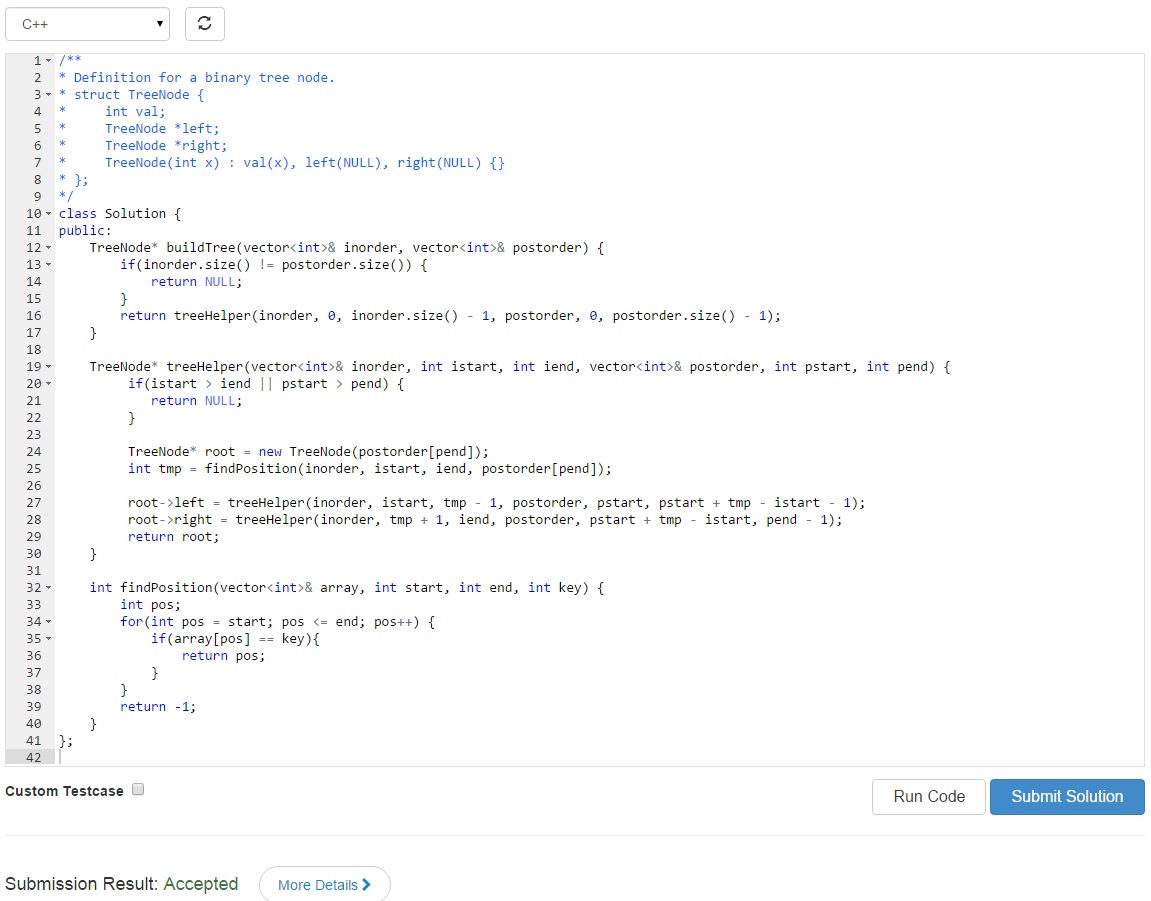 C++
1 /**
2 * Definition for a binary tree node.
3 * struct TreeNode {
4 *     int val;
5 *     TreeNode *left;
6 *     TreeNode *right;
7 *     TreeNode(int x) : val(x), left(NULL), right(NULL) {}
8 * };
9 */
10 class Solution {
11 public:
12     TreeNode* buildTree(vector<int>& inorder, vector<int>& postorder) {
13         if(inorder.size() != postorder.size()) {
14             return NULL;
15         }
16         return treeHelper(inorder, 0, inorder.size() - 1, postorder, 0, postorder.size() - 1);
17     }
18
19     TreeNode* treeHelper(vector<int>& inorder, int istart, int iend, vector<int>& postorder, int pstart, int pend) {
20          if(istart > iend || pstart > pend) {
21             return NULL;
22          }
23
24          TreeNode* root = new TreeNode(postorder[pend]);
25          int tmp = findPosition(inorder, istart, iend, postorder[pend]);
26
27          root->left = treeHelper(inorder, istart, tmp - 1, postorder, pstart, pstart + tmp - istart - 1);
28          root->right = treeHelper(inorder, tmp + 1, iend, postorder, pstart + tmp - istart, pend - 1);
29          return root;
30     }
31
32     int findPosition(vector<int>& array, int start, int end, int key) {
33         int pos;
34         for(int pos = start; pos <= end; pos++) {
35             if(array[pos] == key){
36                 return pos;
37             }
38         }
39         return -1;
40     }
41 };
42
Custom Testcase
Run Code
Submit Solution
Submission Result: Accepted
More Details